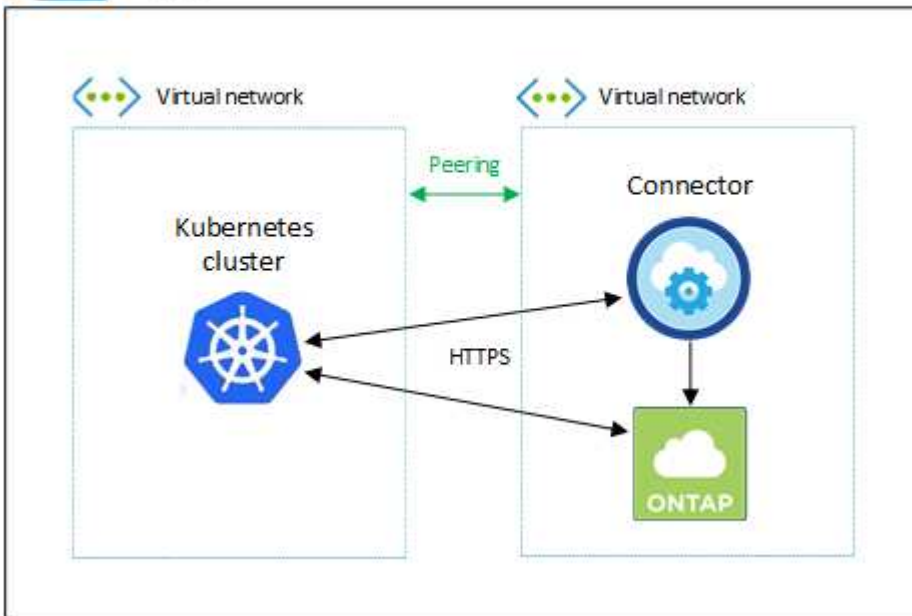 Virtual network
Virtual network
Peering
Connector
Kubernetes
cluster
HTTPS
ONTAP